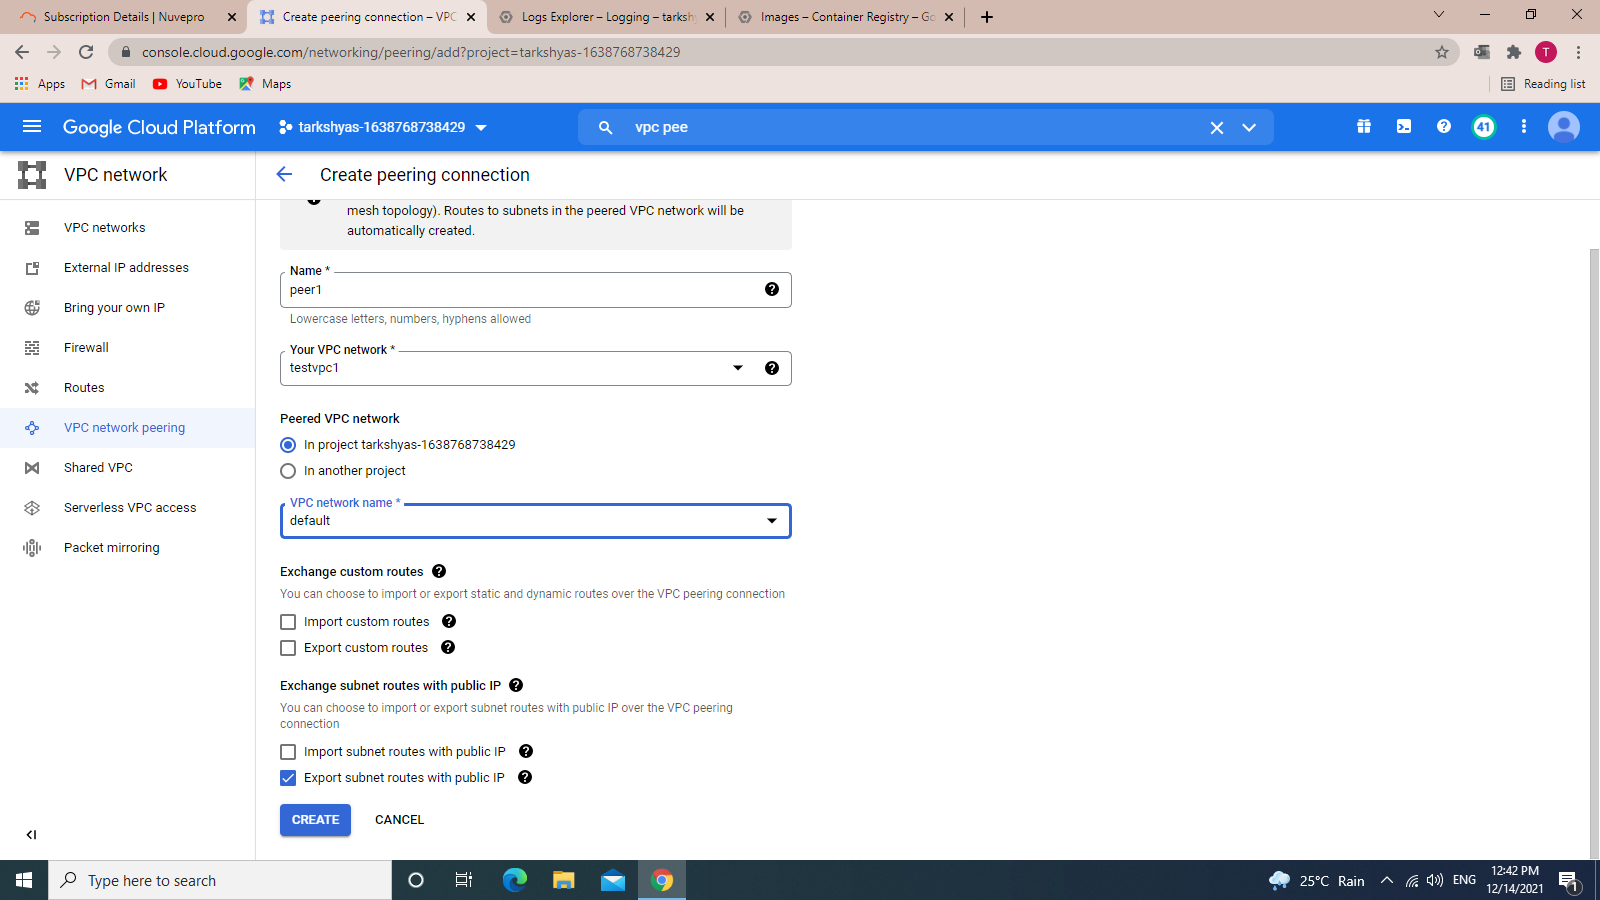 Subscription Details | Nuvepro
Create peering connection – VPC
Logs Explorer – Logging – tarksh
Images – Container Registry – Go
console.cloud.google.com/networking/peering/add?project=tarkshyas-1638768738429
T
Apps
Gmail
YouTube
Maps
Reading list
Google Cloud Platform
tarkshyas-1638768738429
vpc pee
41
VPC network
Create peering connection
VPC networks
External IP addresses
Bring your own IP
Firewall
Routes
VPC network peering
Shared VPC
Serverless VPC access
Packet mirroring
mesh topology). Routes to subnets in the peered VPC network will be
automatically created.
Name *
peer1
Lowercase letters, numbers, hyphens allowed
Your VPC network *
testvpc1
Peered VPC network
In project tarkshyas-1638768738429
In another project
VPC network name *
default
Exchange custom routes
You can choose to import or export static and dynamic routes over the VPC peering connection
Import custom routes
Export custom routes
Exchange subnet routes with public IP
You can choose to import or export subnet routes with public IP over the VPC peering
connection
Import subnet routes with public IP
Export subnet routes with public IP
CREATE
CANCEL
Type here to search
25°C Rain
ENG
12:42 PM
12/14/2021
1